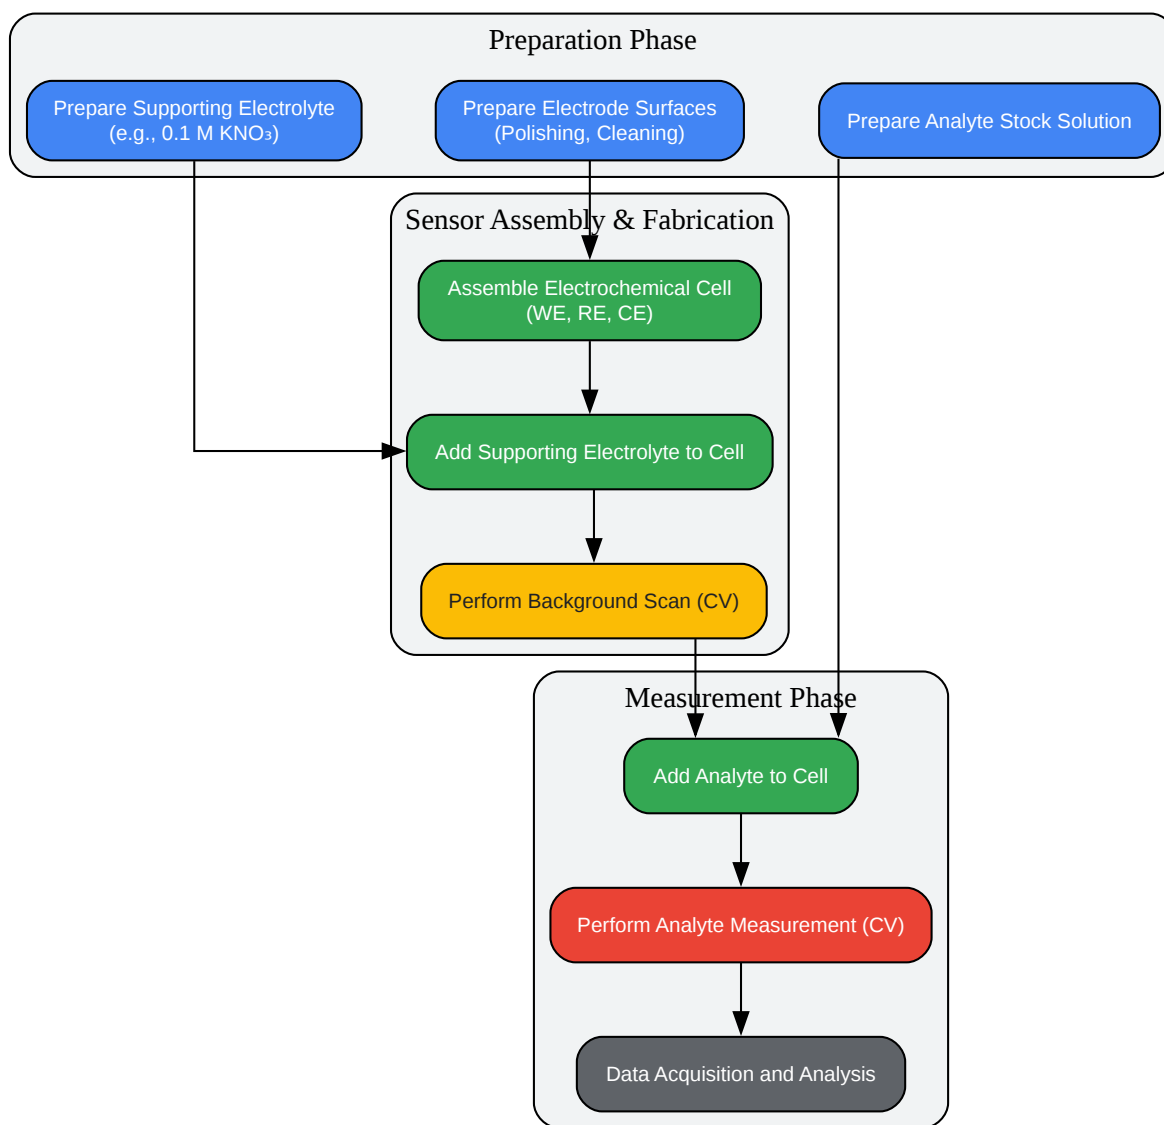 Preparation Phase
Prepare Supporting Electrolyte
(e.g., 0.1 M KNO₃)
Prepare Electrode Surfaces
(Polishing, Cleaning)
Prepare Analyte Stock Solution
Sensor Assembly & Fabrication
Assemble Electrochemical Cell
(WE, RE, CE)
Add Supporting Electrolyte to Cell
Perform Background Scan (CV)
Measurement Phase
Add Analyte to Cell
Perform Analyte Measurement (CV)
Data Acquisition and Analysis